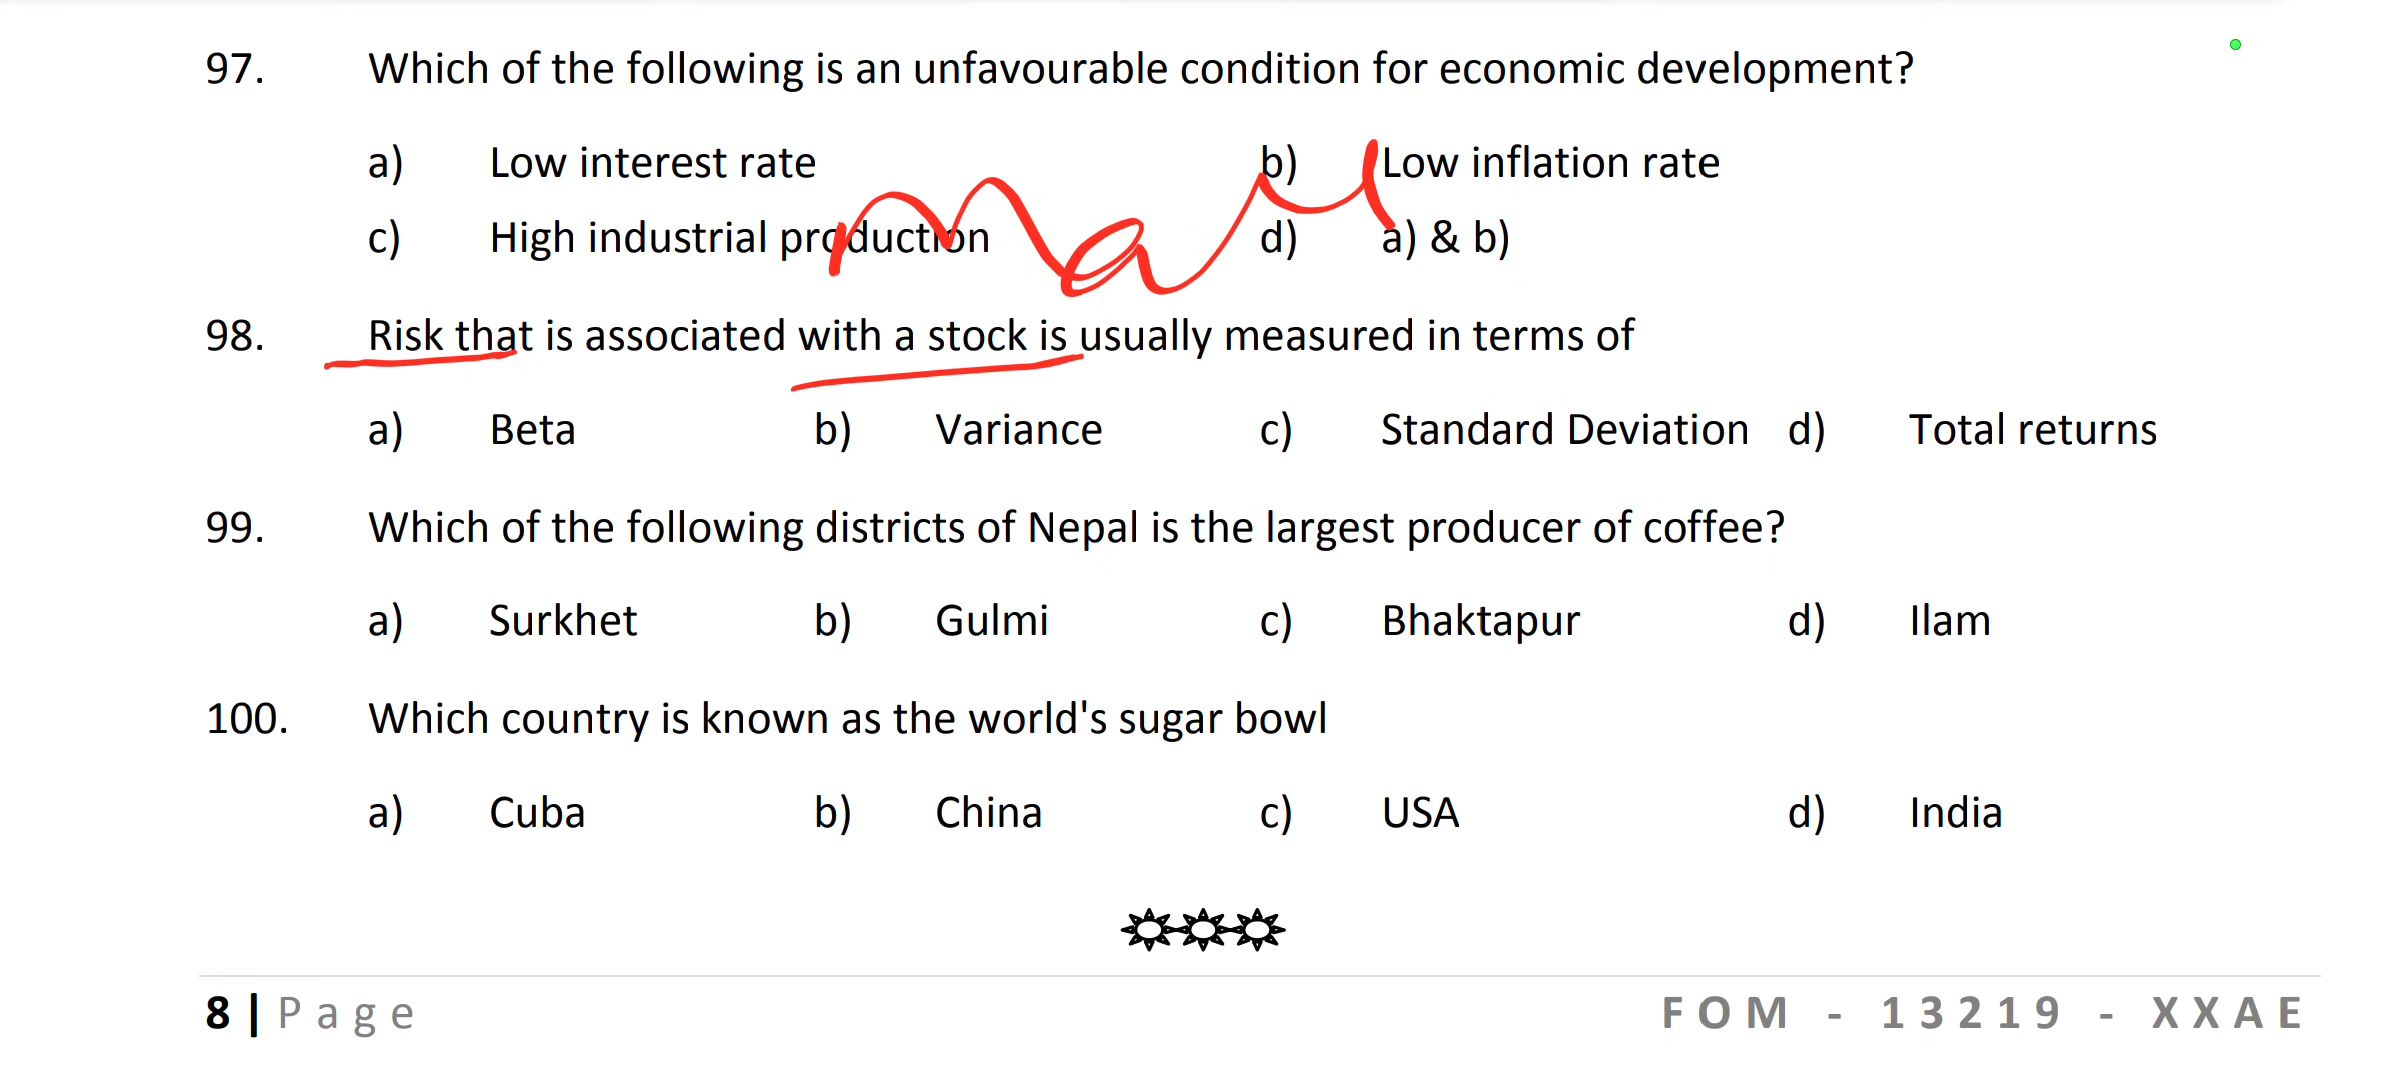 97. Which of the following is an unfavourable condition for economic development?
a) Low interest rate b) Low inflation rate
c) High industrial production d) a) & b)
98. Risk that is associated with a stock is usually measured in terms of
a) Beta b) Variance c) Standard Deviation d) Total returns
99. Which of the following districts of Nepal is the largest producer of coffee?
a) Surkhet b) Gulmi c) Bhaktapur d) Ilam
100. Which country is known as the world's sugar bowl
a) Cuba b) China c) USA d) India
8 | Page FOM - 13219 - XXAE